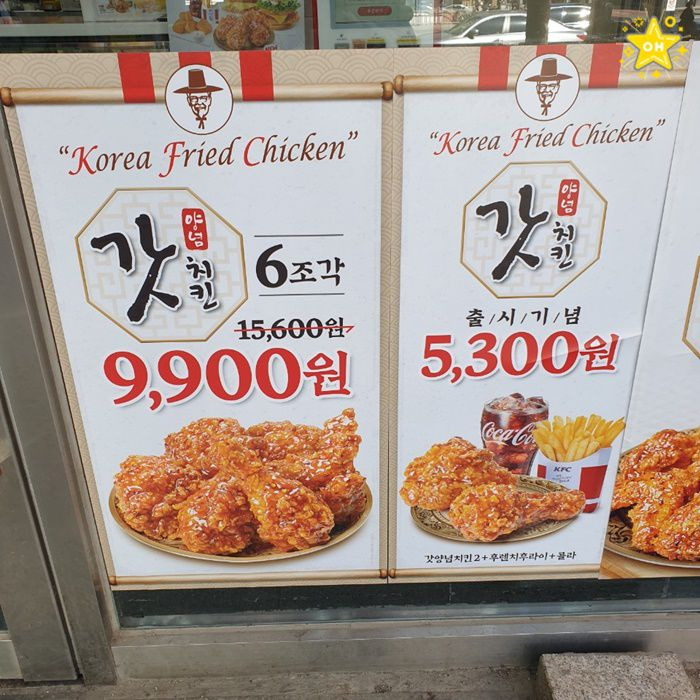 OH
"Korea Fried Chicken"
갓
양념
치킨
6조각
15,600원
9,900원
"Korea Fried Chicken"
갓
양념
치킨
출/시/기/념
5,300원
Coca-Cola
KFC
갓양념치킨2+후렌치후라이+콜라